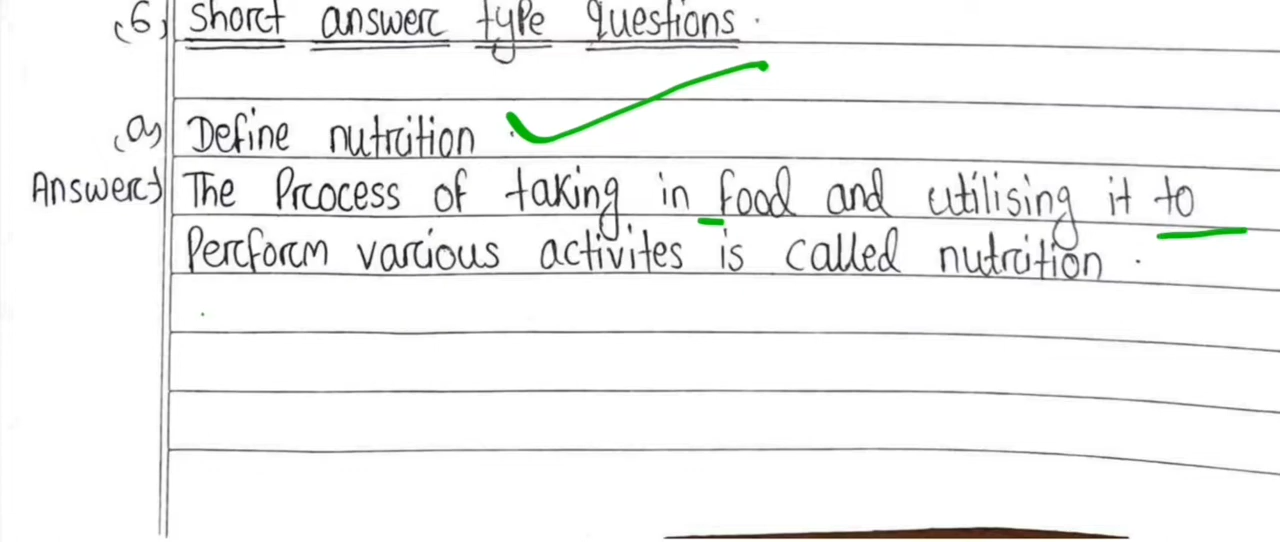 (6) Short answer type Questions.
(a) Define nutrition.
Answer) The Process of taking in food and utilising it to
Perform various activites is called nutrition.